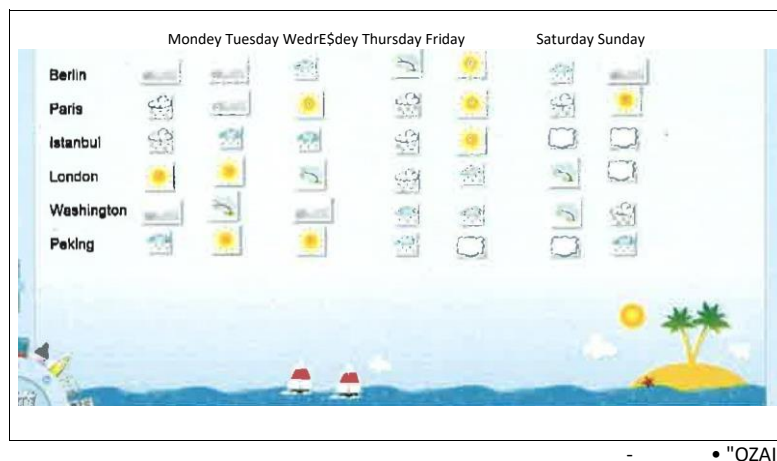 Mondey Tuesday WedrE$dey Thursday Friday Saturday Sunday
Berlin
Paris
Istanbul
London
Washington
Peking
- • "OZAI